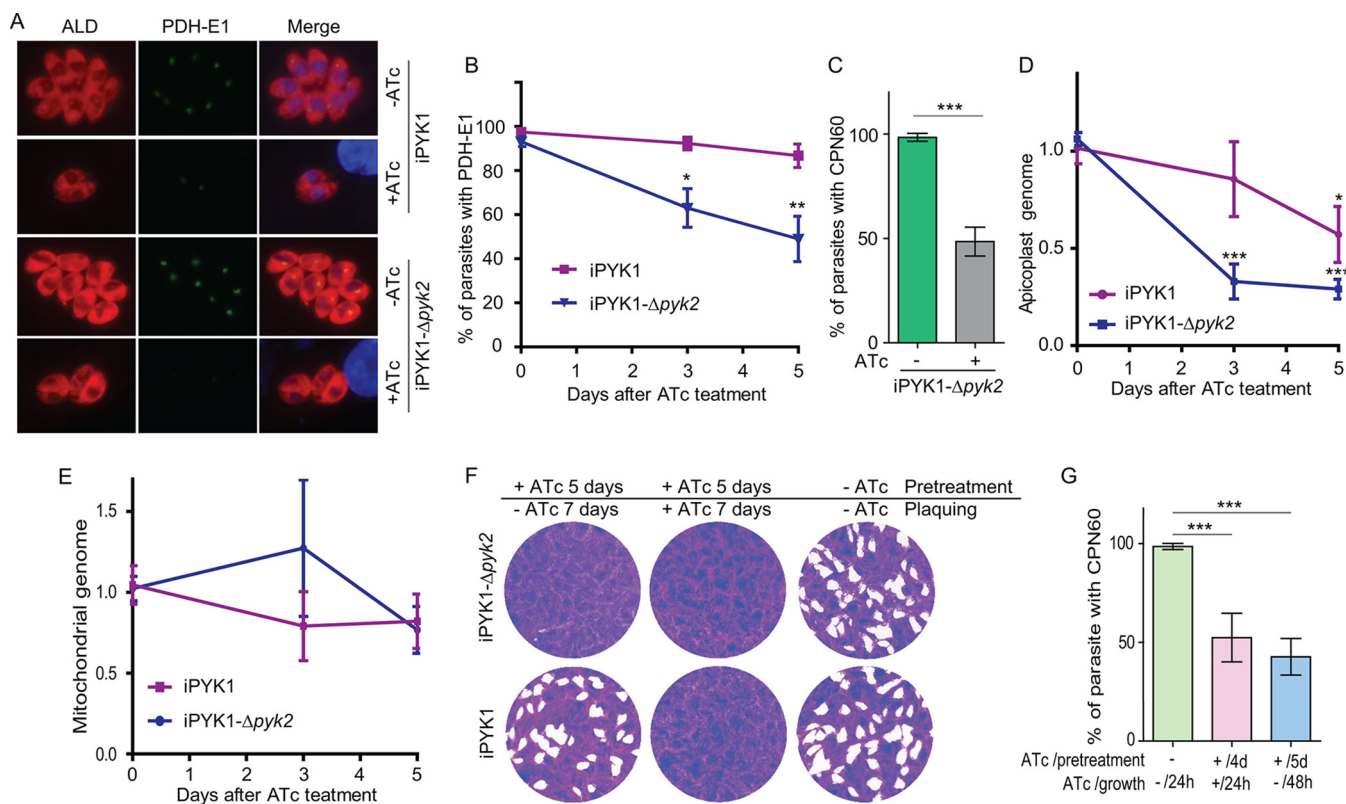 A
ALD PDH-E1 Merge
-ATc
+ATc
iPYK1
-ATc
+ATc
iPYK1-Δpyk2
B
% of parasites with PDH-E1
100
80
60
40
20
0
*
**
iPYK1
iPYK1-Δpyk2
0 1 2 3 4 5
Days after ATc teatment
C
% of parasites with CPN60
100
50
0
***
ATc - +
iPYK1-Δpyk2
D
Apicoplast genome
1.0
0.5
0.0
*
***
***
iPYK1
iPYK1-Δpyk2
0 1 2 3 4 5
Days after ATc teatment
E
Mitochondrial genome
1.5
1.0
0.5
0.0
iPYK1
iPYK1-Δpyk2
0 1 2 3 4 5
Days after ATc teatment
F
+ ATc 5 days + ATc 5 days - ATc Pretreatment
- ATc 7 days + ATc 7 days - ATc Plaquing
iPYK1-Δpyk2
iPYK1
G
% of parasite with CPN60
100
50
0
***
***
ATc /pretreatment - + /4d + /5d
ATc /growth - /24h +/24h - /48h